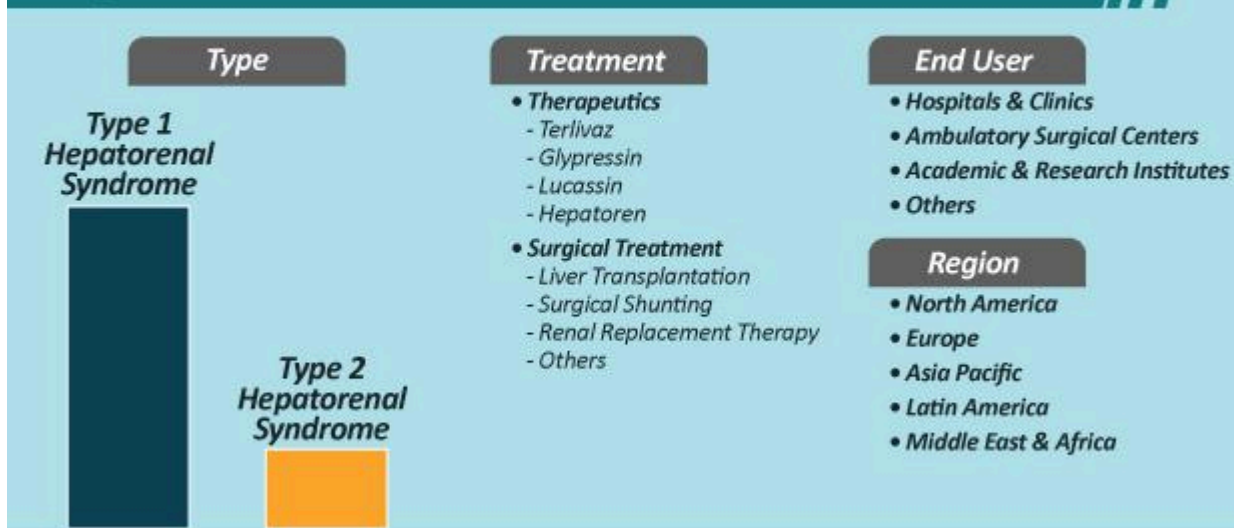 Type
Type 1
Hepatorenal
Syndrome
Type 2
Hepatorenal
Syndrome
Treatment
• Therapeutics
- Terlivaz
- Glypressin
- Lucassin
- Hepatoren
• Surgical Treatment
- Liver Transplantation
- Surgical Shunting
- Renal Replacement Therapy
- Others
End User
• Hospitals & Clinics
• Ambulatory Surgical Centers
• Academic & Research Institutes
• Others
Region
• North America
• Europe
• Asia Pacific
• Latin America
• Middle East & Africa